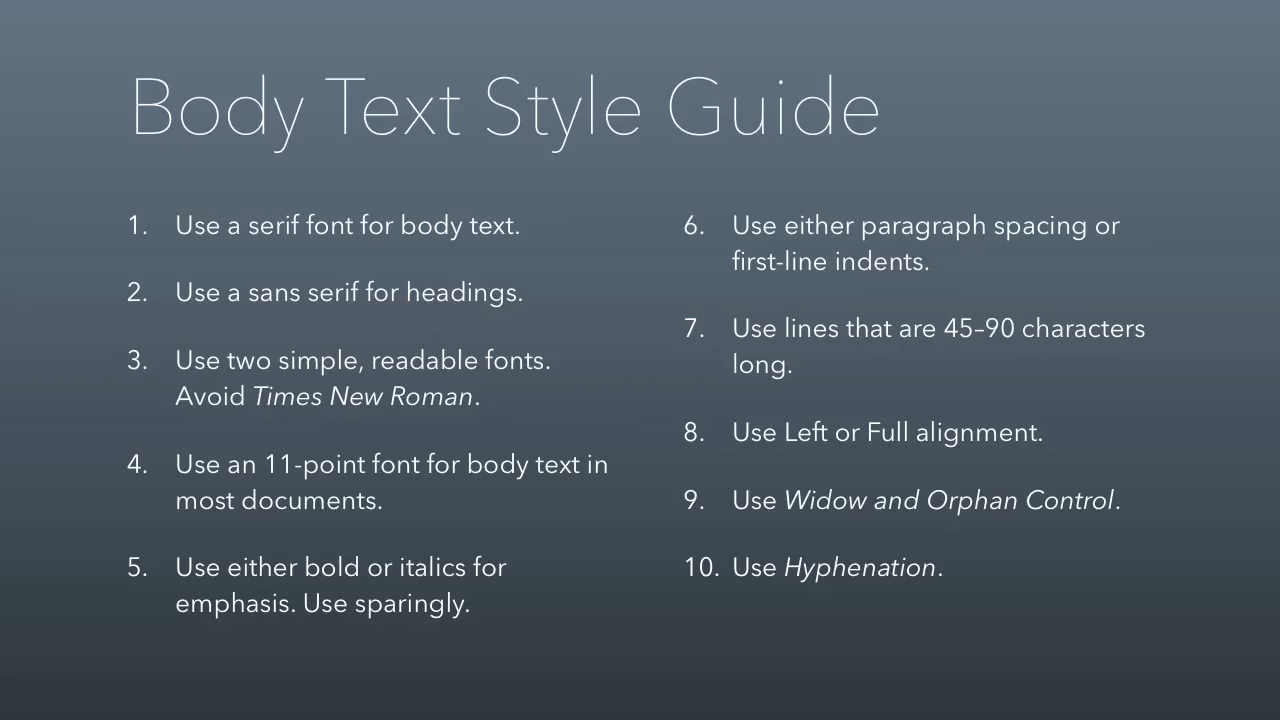 Body Text Style Guide
1. Use a serif font for body text.
2. Use a sans serif for headings.
3. Use two simple, readable fonts.
Avoid Times New Roman.
4. Use an 11-point font for body text in
most documents.
5. Use either bold or italics for
emphasis. Use sparingly.
6. Use either paragraph spacing or
first-line indents.
7. Use lines that are 45–90 characters
long.
8. Use Left or Full alignment.
9. Use Widow and Orphan Control.
10. Use Hyphenation.